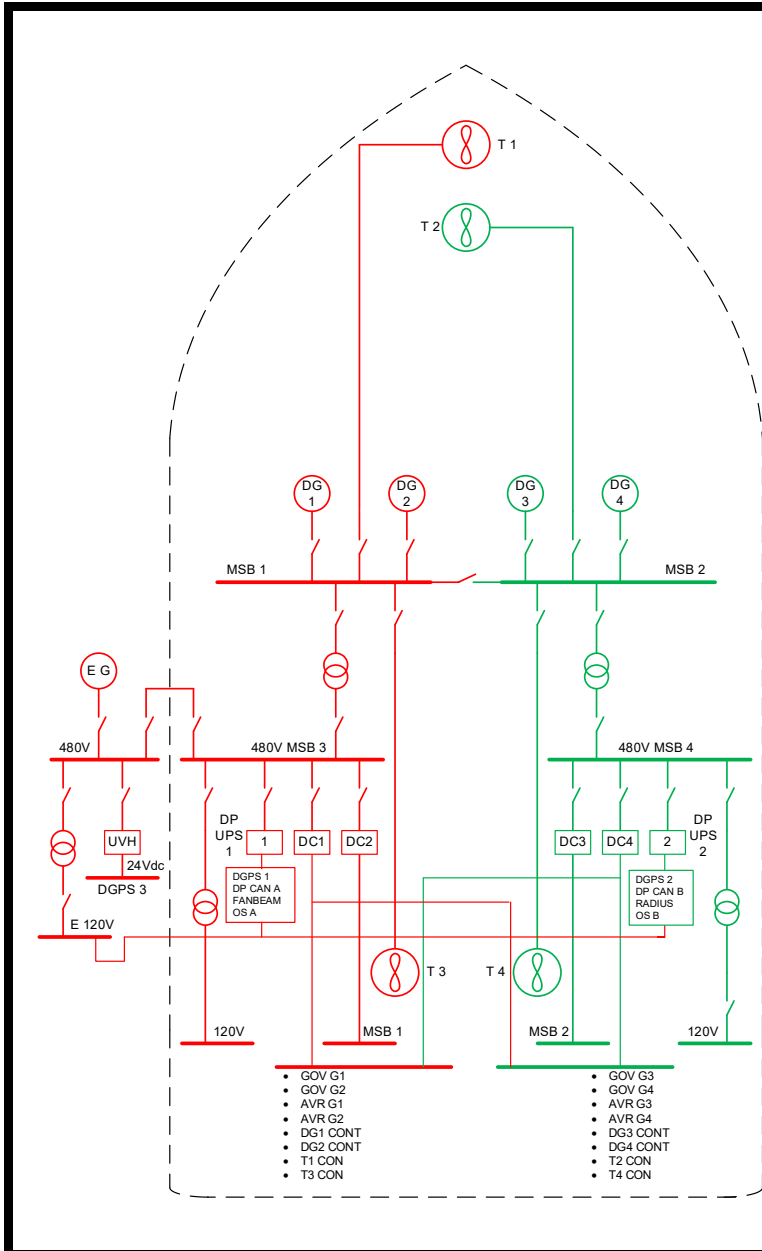 T 1
T 2
DG
1
DG
2
DG
3
DG
4
MSB 1
MSB 2
E G
480V
480V MSB 3
480V MSB 4
UVH
DP
UPS
1
1
DC1
DC2
DC3
DC4
2
DP
UPS
2
24Vdc
DGPS 3
DGPS 1
DP CAN A
FANBEAM
OS A
DGPS 2
DP CAN B
RADIUS
OS B
E 120V
T 3
T 4
120V
MSB 1
MSB 2
120V
• GOV G1
• GOV G2
• AVR G1
• AVR G2
• DG1 CONT
• DG2 CONT
• T1 CON
• T3 CON
• GOV G3
• GOV G4
• AVR G3
• AVR G4
• DG3 CONT
• DG4 CONT
• T2 CON
• T4 CON